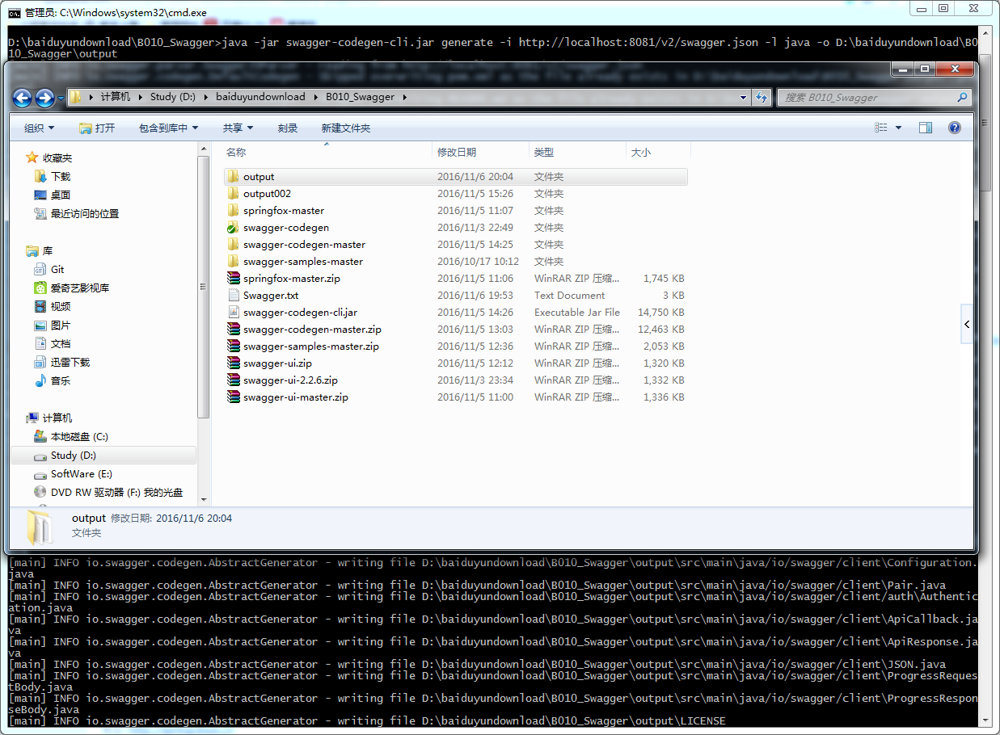 管理员: C:\Windows\system32\cmd.exe
D:\baiduyundownload\B010_Swagger>java -jar swagger-codegen-cli.jar generate -i http://localhost:8081/v2/swagger.json -l java -o D:\baiduyundownload\B0
10_Swagger\output
计算机 Study (D:) baiduyundownload B010_Swagger 搜索 B010_Swagger
组织 打开 包含到库中 共享 刻录 新建文件夹
名称 修改日期 类型 大小
收藏夹
下载
桌面
最近访问的位置
库
Git
爱奇艺影视库
视频
图片
文档
迅雷下载
音乐
计算机
本地磁盘 (C:)
Study (D:)
SoftWare (E:)
DVD RW 驱动器 (F:) 我的光盘
output 2016/11/6 20:04 文件夹
output002 2016/11/5 15:26 文件夹
springfox-master 2016/11/5 11:07 文件夹
swagger-codegen 2016/11/3 22:49 文件夹
swagger-codegen-master 2016/11/5 14:25 文件夹
swagger-samples-master 2016/10/17 10:12 文件夹
springfox-master.zip 2016/11/5 11:06 WinRAR ZIP 压缩... 1,745 KB
Swagger.txt 2016/11/6 19:53 Text Document 3 KB
swagger-codegen-cli.jar 2016/11/5 14:26 Executable Jar File 14,750 KB
swagger-codegen-master.zip 2016/11/5 13:03 WinRAR ZIP 压缩... 12,463 KB
swagger-samples-master.zip 2016/11/5 12:36 WinRAR ZIP 压缩... 2,053 KB
swagger-ui.zip 2016/11/5 12:12 WinRAR ZIP 压缩... 1,320 KB
swagger-ui-2.2.6.zip 2016/11/3 23:34 WinRAR ZIP 压缩... 1,332 KB
swagger-ui-master.zip 2016/11/5 11:00 WinRAR ZIP 压缩... 1,336 KB
output 修改日期: 2016/11/6 20:04
文件夹
[main] INFO io.swagger.codegen.AbstractGenerator - writing file D:\baiduyundownload\B010_Swagger\output\src\main\java/io/swagger/client\Configuration.
java
[main] INFO io.swagger.codegen.AbstractGenerator - writing file D:\baiduyundownload\B010_Swagger\output\src\main\java/io/swagger/client\Pair.java
[main] INFO io.swagger.codegen.AbstractGenerator - writing file D:\baiduyundownload\B010_Swagger\output\src\main\java/io/swagger/client/auth\Authentic
ation.java
[main] INFO io.swagger.codegen.AbstractGenerator - writing file D:\baiduyundownload\B010_Swagger\output\src\main\java/io/swagger/client\ApiCallback.ja
va
[main] INFO io.swagger.codegen.AbstractGenerator - writing file D:\baiduyundownload\B010_Swagger\output\src\main\java/io/swagger/client\ApiResponse.ja
va
[main] INFO io.swagger.codegen.AbstractGenerator - writing file D:\baiduyundownload\B010_Swagger\output\src\main\java/io/swagger/client\JSON.java
[main] INFO io.swagger.codegen.AbstractGenerator - writing file D:\baiduyundownload\B010_Swagger\output\src\main\java/io/swagger/client\ProgressReques
tBody.java
[main] INFO io.swagger.codegen.AbstractGenerator - writing file D:\baiduyundownload\B010_Swagger\output\src\main\java/io/swagger/client\ProgressRespon
seBody.java
[main] INFO io.swagger.codegen.AbstractGenerator - writing file D:\baiduyundownload\B010_Swagger\output\LICENSE